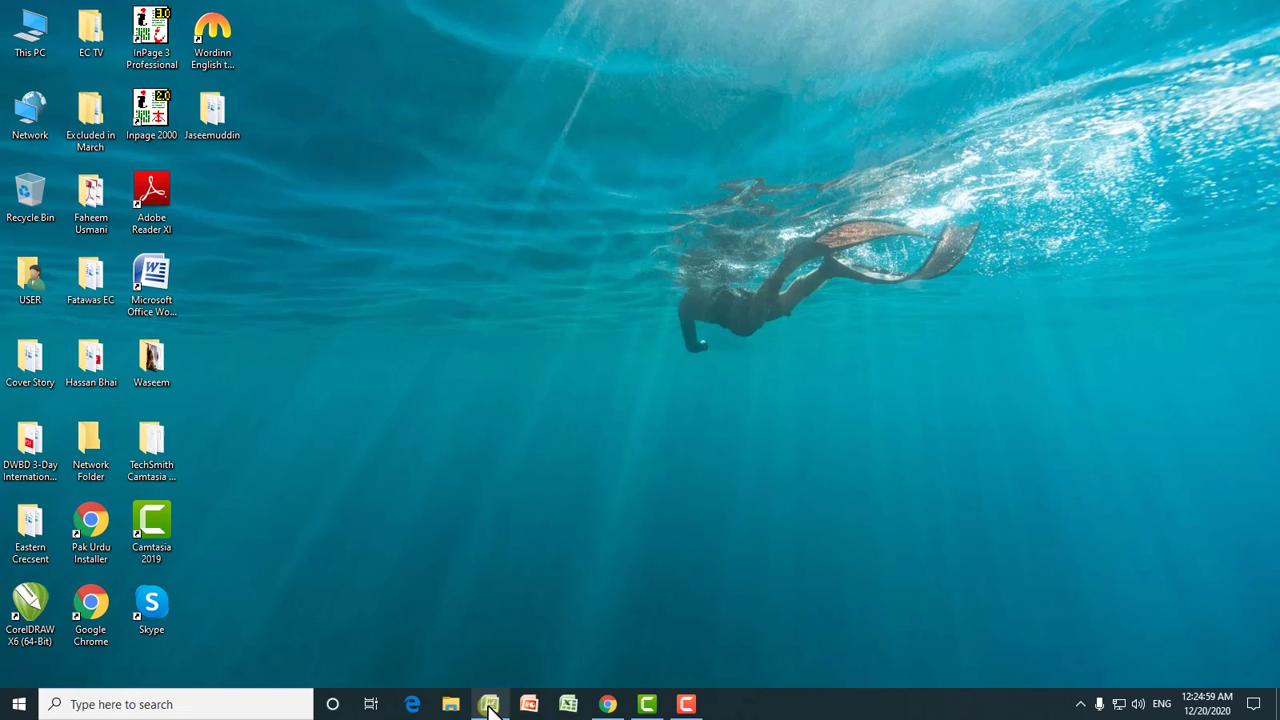 This PC
EC TV
InPage 3
Professional
Wordinn
English t...
Network
Excluded in
March
Inpage 2000
Jaseemuddin
Recycle Bin
Faheem
Usmani
Adobe
Reader XI
USER
Fatawas EC
Microsoft
Office Wo...
Cover Story
Hassan Bhai
Waseem
DWBD 3-Day
Internation...
Network
Folder
TechSmith
Camtasia ...
Eastern
Crecsent
Pak Urdu
Installer
Camtasia
2019
CorelDRAW
X6 (64-Bit)
Google
Chrome
Skype
Type here to search
ENG
12:24:59 AM
12/20/2020